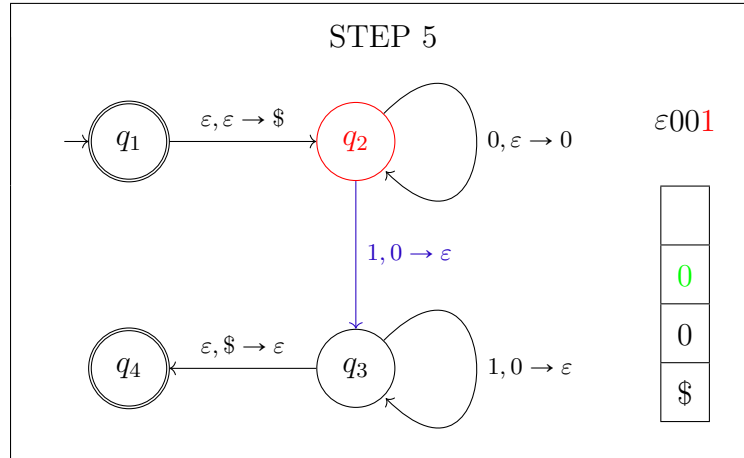 STEP 5
ε, ε → $
q₁
q₂
0, ε → 0
ε001
1, 0 → ε
0
0
$
ε, $ → ε
q₄
q₃
1, 0 → ε